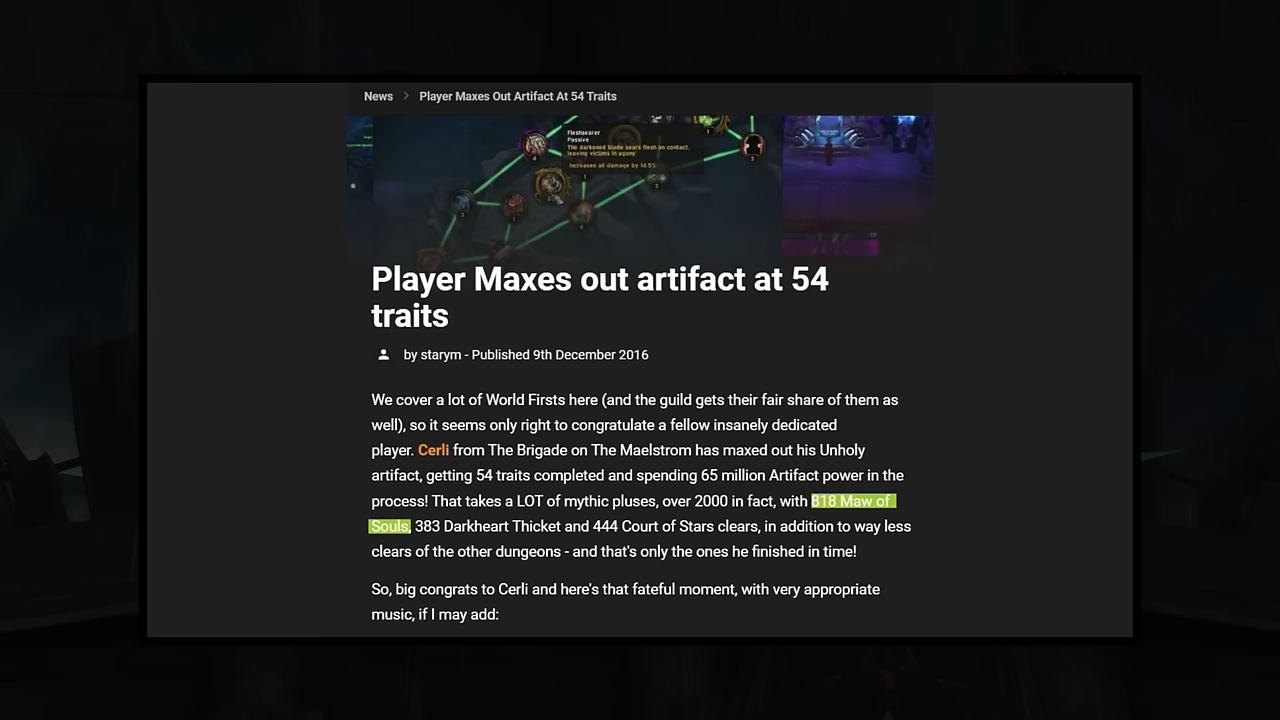 News > Player Maxes Out Artifact At 54 Traits
Fleshsearer
Passive
The darkened blade sears flesh on contact,
leaving victims in agony.
Increases all damage by 14.5%.
Player Maxes out artifact at 54
traits
by starym - Published 9th December 2016
We cover a lot of World Firsts here (and the guild gets their fair share of them as
well), so it seems only right to congratulate a fellow insanely dedicated
player. Cerli from The Brigade on The Maelstrom has maxed out his Unholy
artifact, getting 54 traits completed and spending 65 million Artifact power in the
process! That takes a LOT of mythic pluses, over 2000 in fact, with 818 Maw of
Souls, 383 Darkheart Thicket and 444 Court of Stars clears, in addition to way less
clears of the other dungeons - and that's only the ones he finished in time!
So, big congrats to Cerli and here's that fateful moment, with very appropriate
music, if I may add: